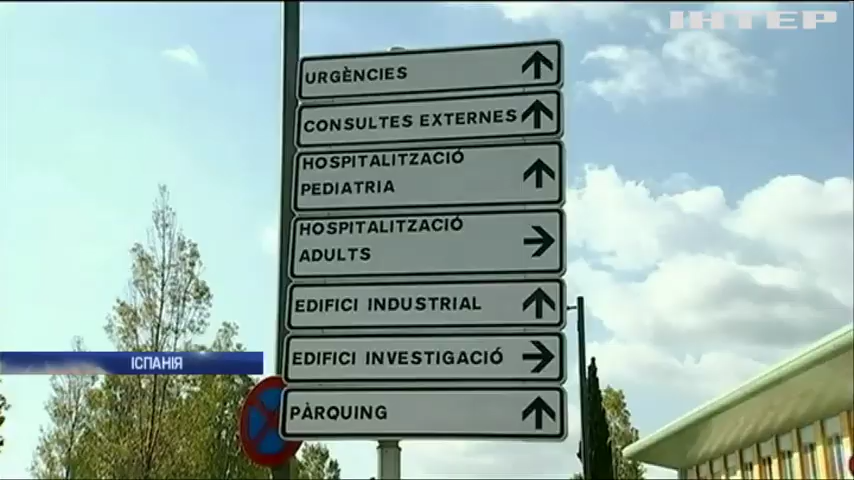 ІНТЕР
URGÈNCIES
CONSULTES EXTERNES
HOSPITALITZACIÓ
PEDIATRIA
HOSPITALITZACIÓ
ADULTS
EDIFICI INDUSTRIAL
EDIFICI INVESTIGACIÓ
PÀRQUING
ІСПАНІЯ